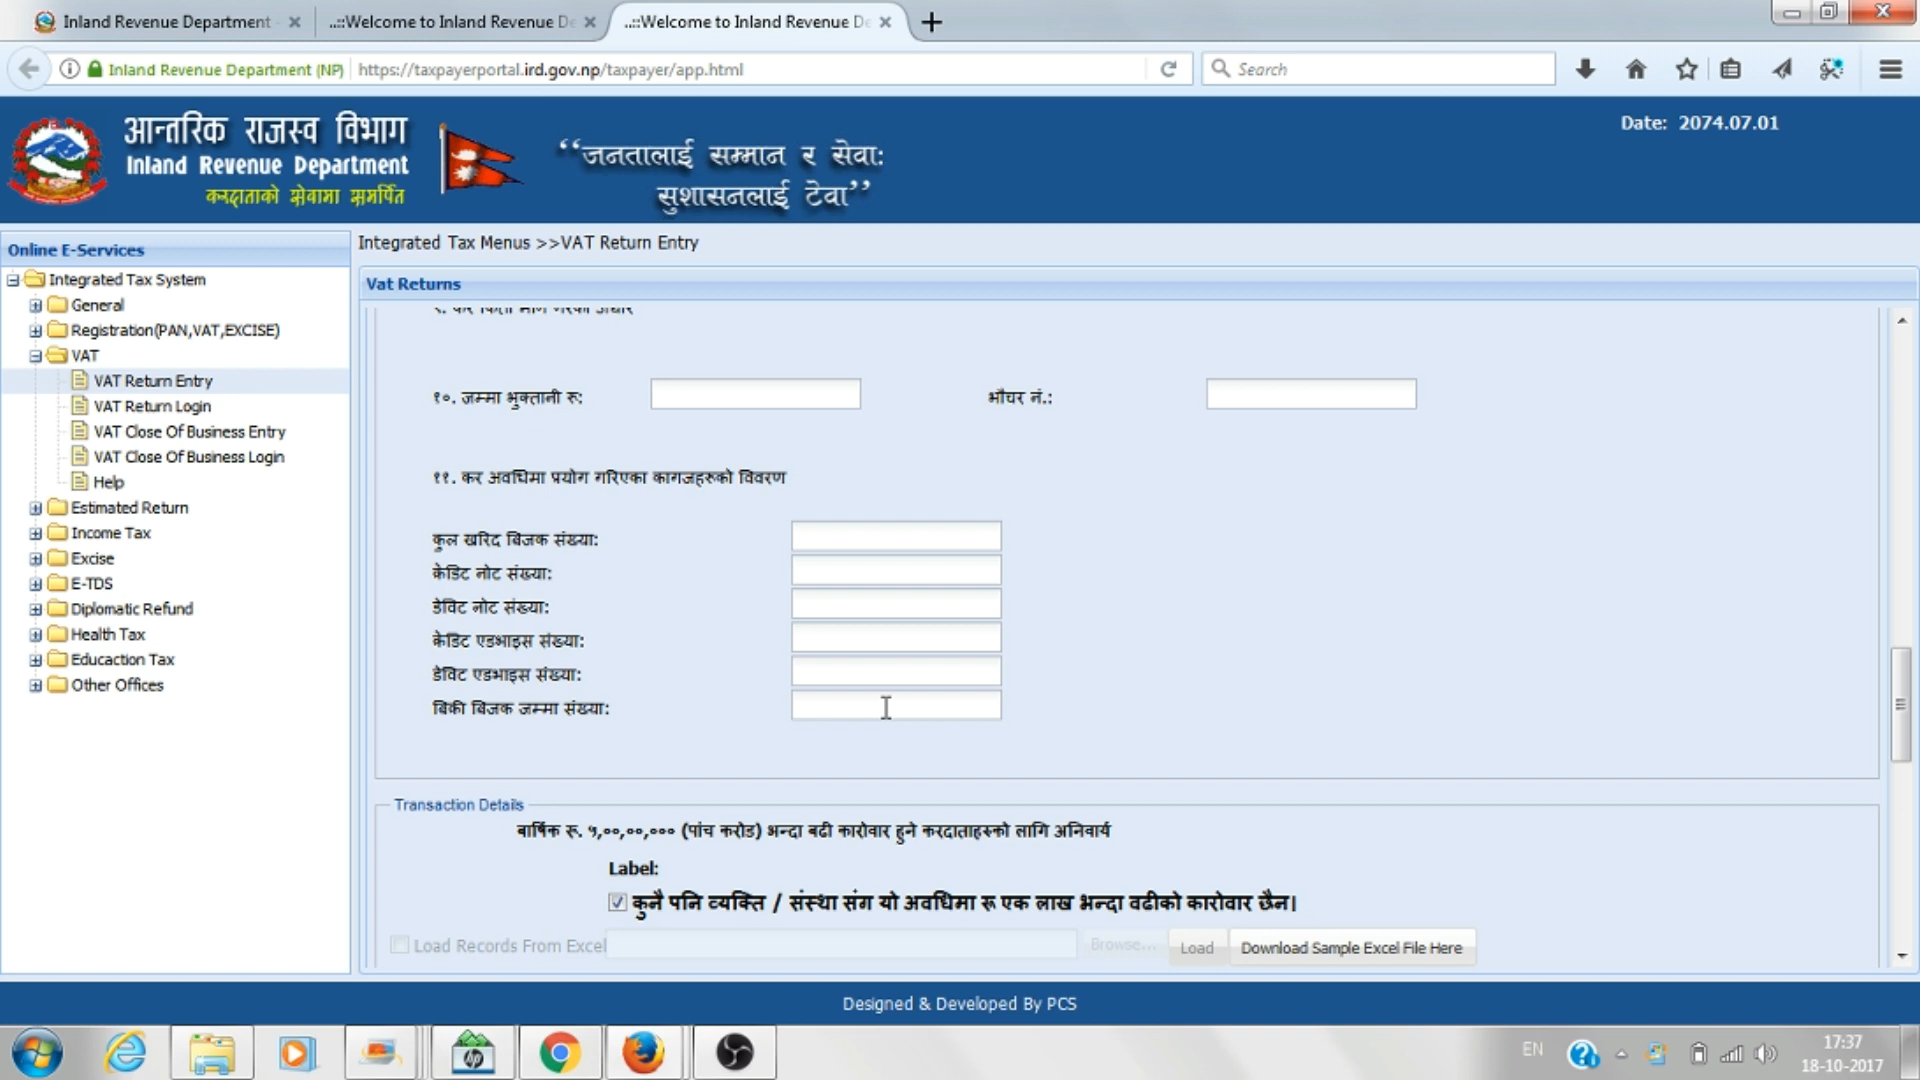 Inland Revenue Department
..::Welcome to Inland Revenue D
..::Welcome to Inland Revenue D
Inland Revenue Department (NP)
https://taxpayerportal.ird.gov.np/taxpayer/app.html
Search
आन्तरिक राजस्व विभाग
Inland Revenue Department
करदाताको सेवामा समर्पित
“जनतालाई सम्मान र सेवा:
सुशासनलाई टेवा”
Date: 2074.07.01
Online E-Services
Integrated Tax System
General
Registration(PAN,VAT,EXCISE)
VAT
VAT Return Entry
VAT Return Login
VAT Close Of Business Entry
VAT Close Of Business Login
Help
Estimated Return
Income Tax
Excise
E-TDS
Diplomatic Refund
Health Tax
Educaction Tax
Other Offices
Integrated Tax Menus >>VAT Return Entry
Vat Returns
१०. जम्मा भुक्तानी रु:
भौचर नं.:
११. कर अवधिमा प्रयोग गरिएका कागजहरुको विवरण
कुल खरिद बिजक संख्या:
क्रेडिट नोट संख्या:
डेविट नोट संख्या:
क्रेडिट एडभाइस संख्या:
डेविट एडभाइस संख्या:
बिक्री बिजक जम्मा संख्या:
Transaction Details
बार्षिक रु. ५,००,००,००० (पांच करोड) भन्दा बढी कारोवार हुने करदाताहरुको लागि अनिवार्य
Label:
कुनै पनि व्यक्ति / संस्था संग यो अवधिमा रू एक लाख भन्दा वढीको कारोवार छैन।
Load Records From Excel
Browse...
Load
Download Sample Excel File Here
Designed & Developed By PCS
EN
17:37
18-10-2017